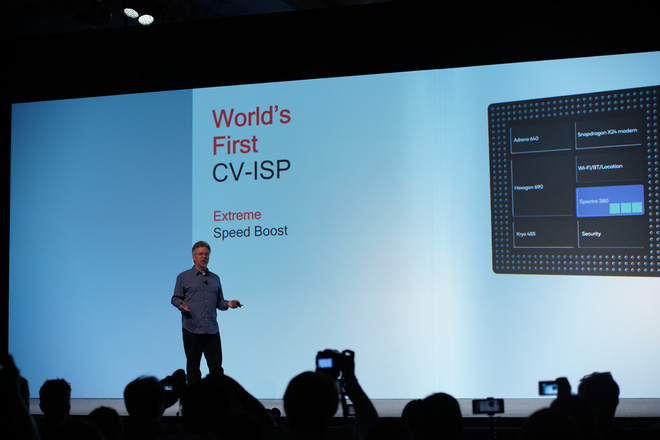 World's
First
CV-ISP
Extreme
Speed Boost
Adreno 640
Snapdragon X24 modem
Wi-Fi/BT/Location
Hexagon 690
Spectra 380
Kryo 485
Security